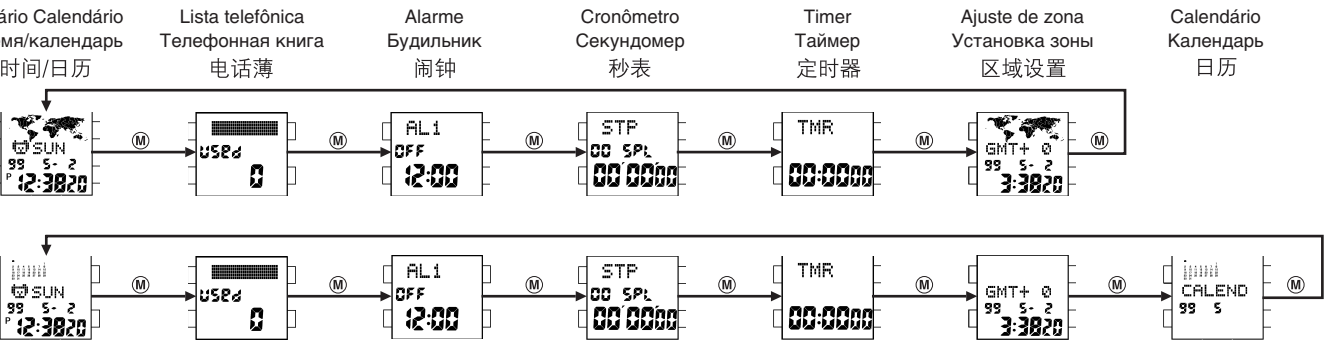 ário Calendário
мя/календарь
时间/日历
Lista telefônica
Телефонная книга
电话薄
Alarme
Будильник
闹钟
Cronômetro
Секундомер
秒表
Timer
Таймер
定时器
Ajuste de zona
Установка зоны
区域设置
Calendário
Календарь
日历
SUN
99 5- 2
P 12:38 20
M
USEd
0
M
AL1
OFF
12:00
M
STP
00 SPL
00'00"00
M
TMR
00:00 00
M
GMT+ 0
99 5- 2
3:38 20
M
SUN
99 5- 2
P 12:38 20
M
USEd
0
M
AL1
OFF
12:00
M
STP
00 SPL
00'00"00
M
TMR
00:00 00
M
GMT+ 0
99 5- 2
3:38 20
M
CALEND
99 5
M